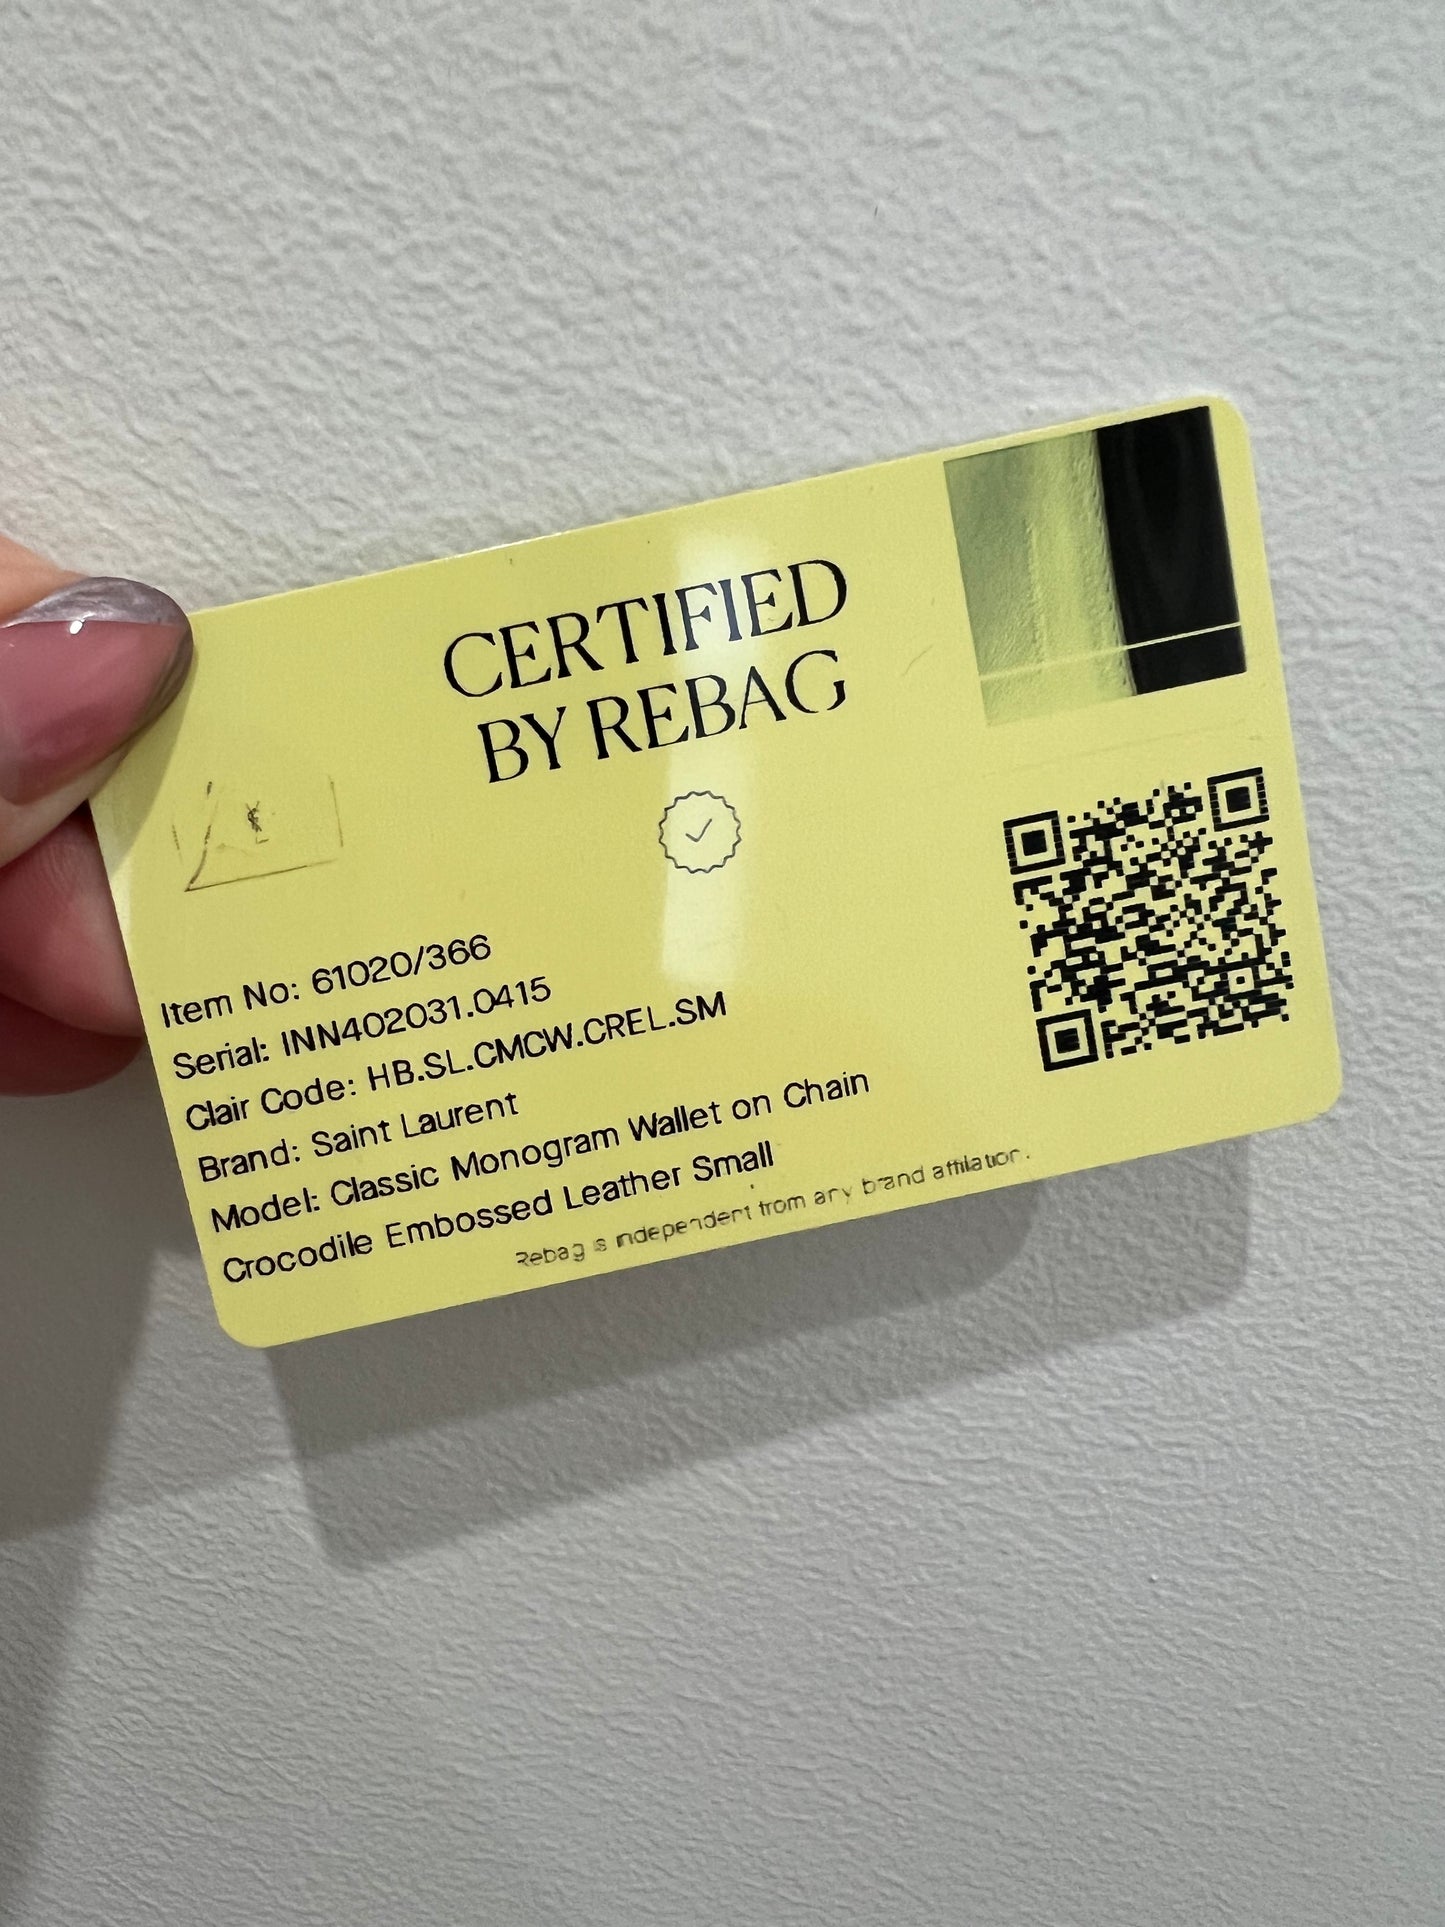 CERTIFIED
BY REBAG
Item No: 61020/366
Serial: INN402031.0415
Clair Code: HB.SL.CMCW.CREL.SM
Brand: Saint Laurent
Model: Classic Monogram Wallet on Chain
Crocodile Embossed Leather Small
Rebag is independent from any brand affiliation.